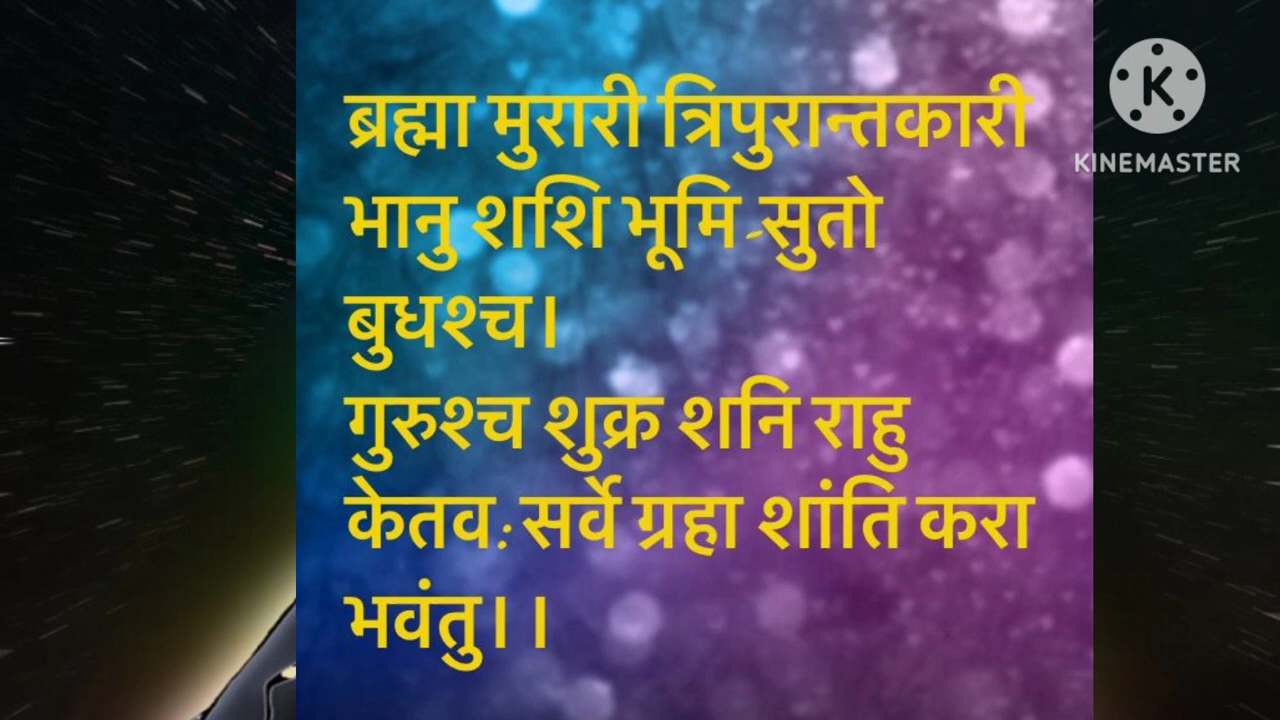 ब्रह्मा मुरारी त्रिपुरान्तकारी
भानु शशि भूमि-सुतो
बुधश्च।
गुरुश्च शुक्र शनि राहु
केतव: सर्वे ग्रहा शांति करा
भवंतु।।
K
KINEMASTER